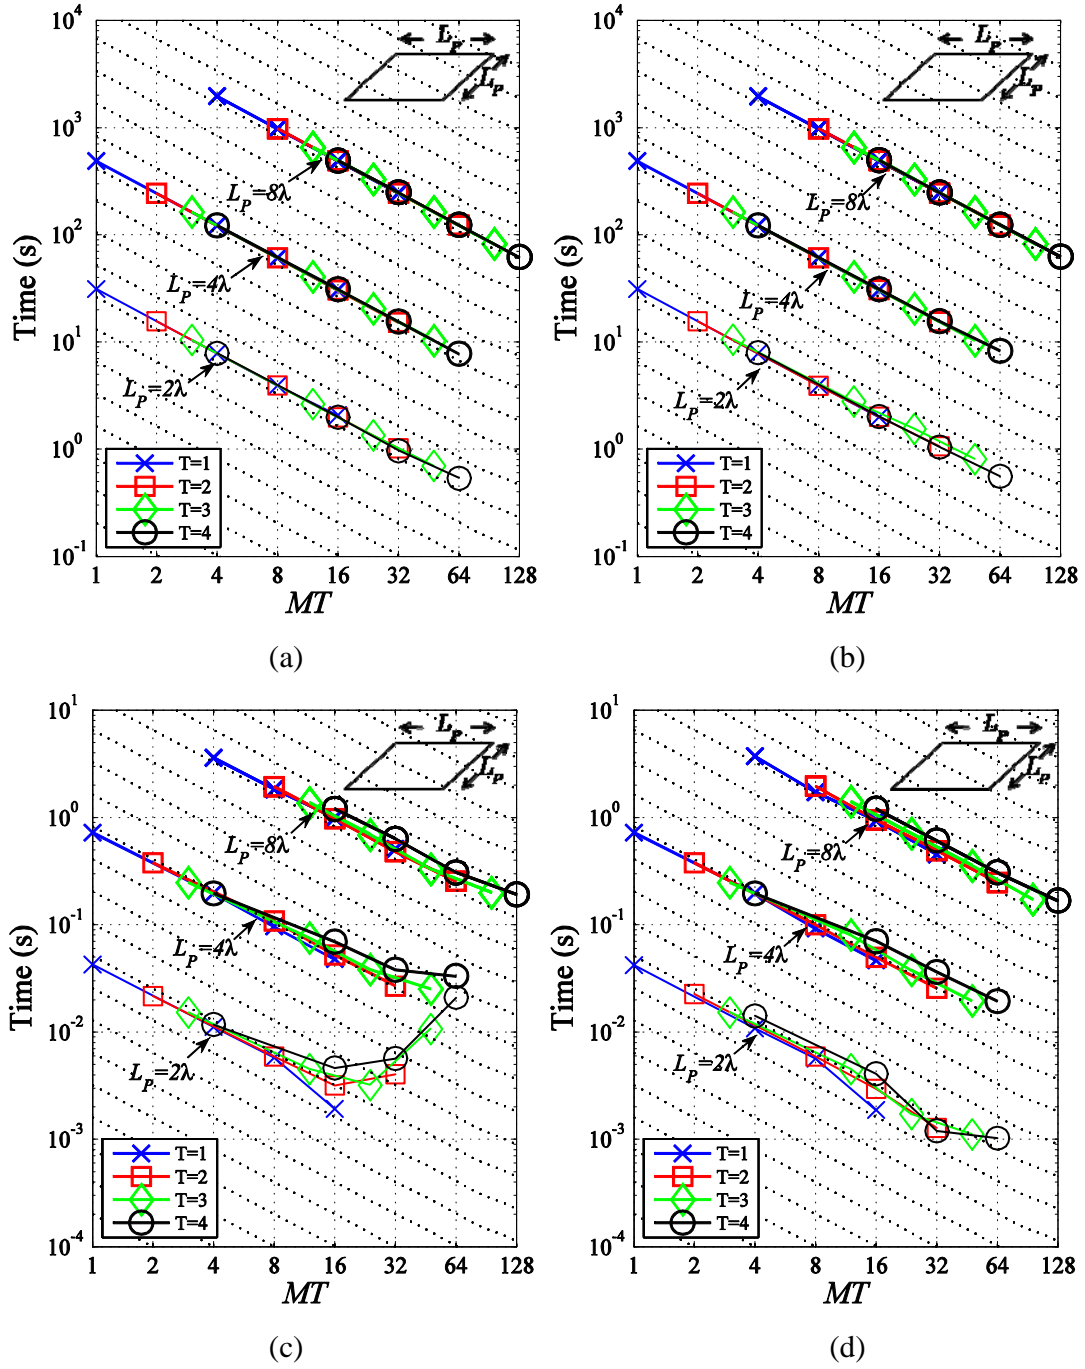 L_P
L_P
10^4
10^3
10^2
10^1
10^0
10^-1
Time (s)
L_P=8λ
L_P=4λ
L_P=2λ
T=1
T=2
T=3
T=4
1 2 4 8 16 32 64 128
MT
(a)
L_P
L_P
10^4
10^3
10^2
10^1
10^0
10^-1
Time (s)
L_P=8λ
L_P=4λ
L_P=2λ
T=1
T=2
T=3
T=4
1 2 4 8 16 32 64 128
MT
(b)
L_P
L_P
10^1
10^0
10^-1
10^-2
10^-3
10^-4
Time (s)
L_P=8λ
L_P=4λ
L_P=2λ
T=1
T=2
T=3
T=4
1 2 4 8 16 32 64 128
MT
(c)
L_P
L_P
10^1
10^0
10^-1
10^-2
10^-3
10^-4
Time (s)
L_P=8λ
L_P=4λ
L_P=2λ
T=1
T=2
T=3
T=4
1 2 4 8 16 32 64 128
MT
(d)